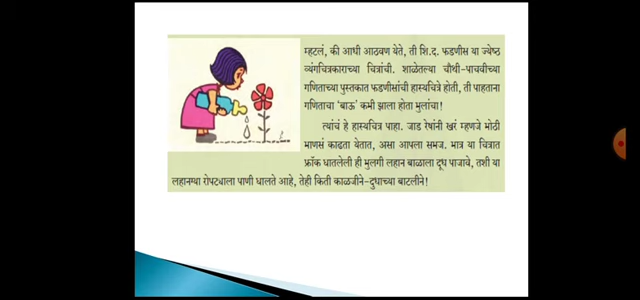 म्हटलं, की आधी आठवण येते, ती शि.द. फडणीस या ज्येष्ठ
व्यंगचित्रकाराच्या चित्रांची. शाळेतल्या चौथी-पाचवीच्या
गणिताच्या पुस्तकात फडणीसांची हास्यचित्रे होती, ती पाहताना
गणिताचा 'बाऊ' कमी झाला होता मुलांचा!
त्यांचं हे हास्यचित्र पाहा. जाड रेषांनी खरं म्हणजे मोठी
माणसं काढता येतात, असा आपला समज. मात्र या चित्रात
फ्रॉक घातलेली ही मुलगी लहान बाळाला दूध पाजावे, तशी या
लहानग्या रोपट्याला पाणी घालते आहे, तेही किती काळजीने-दुधाच्या बाटलीने!